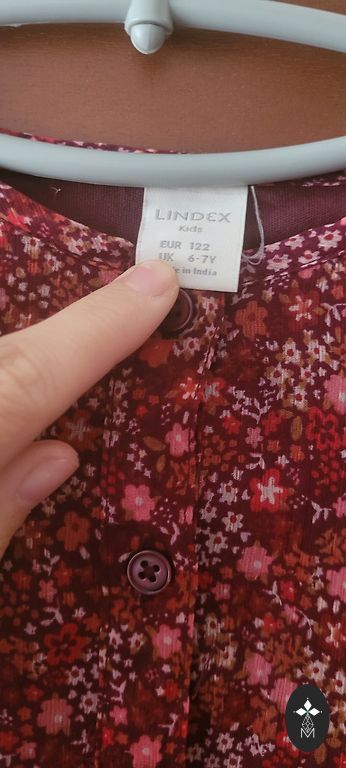 LINDEX
Kids
EUR 122
UK 6-7Y
in India
M